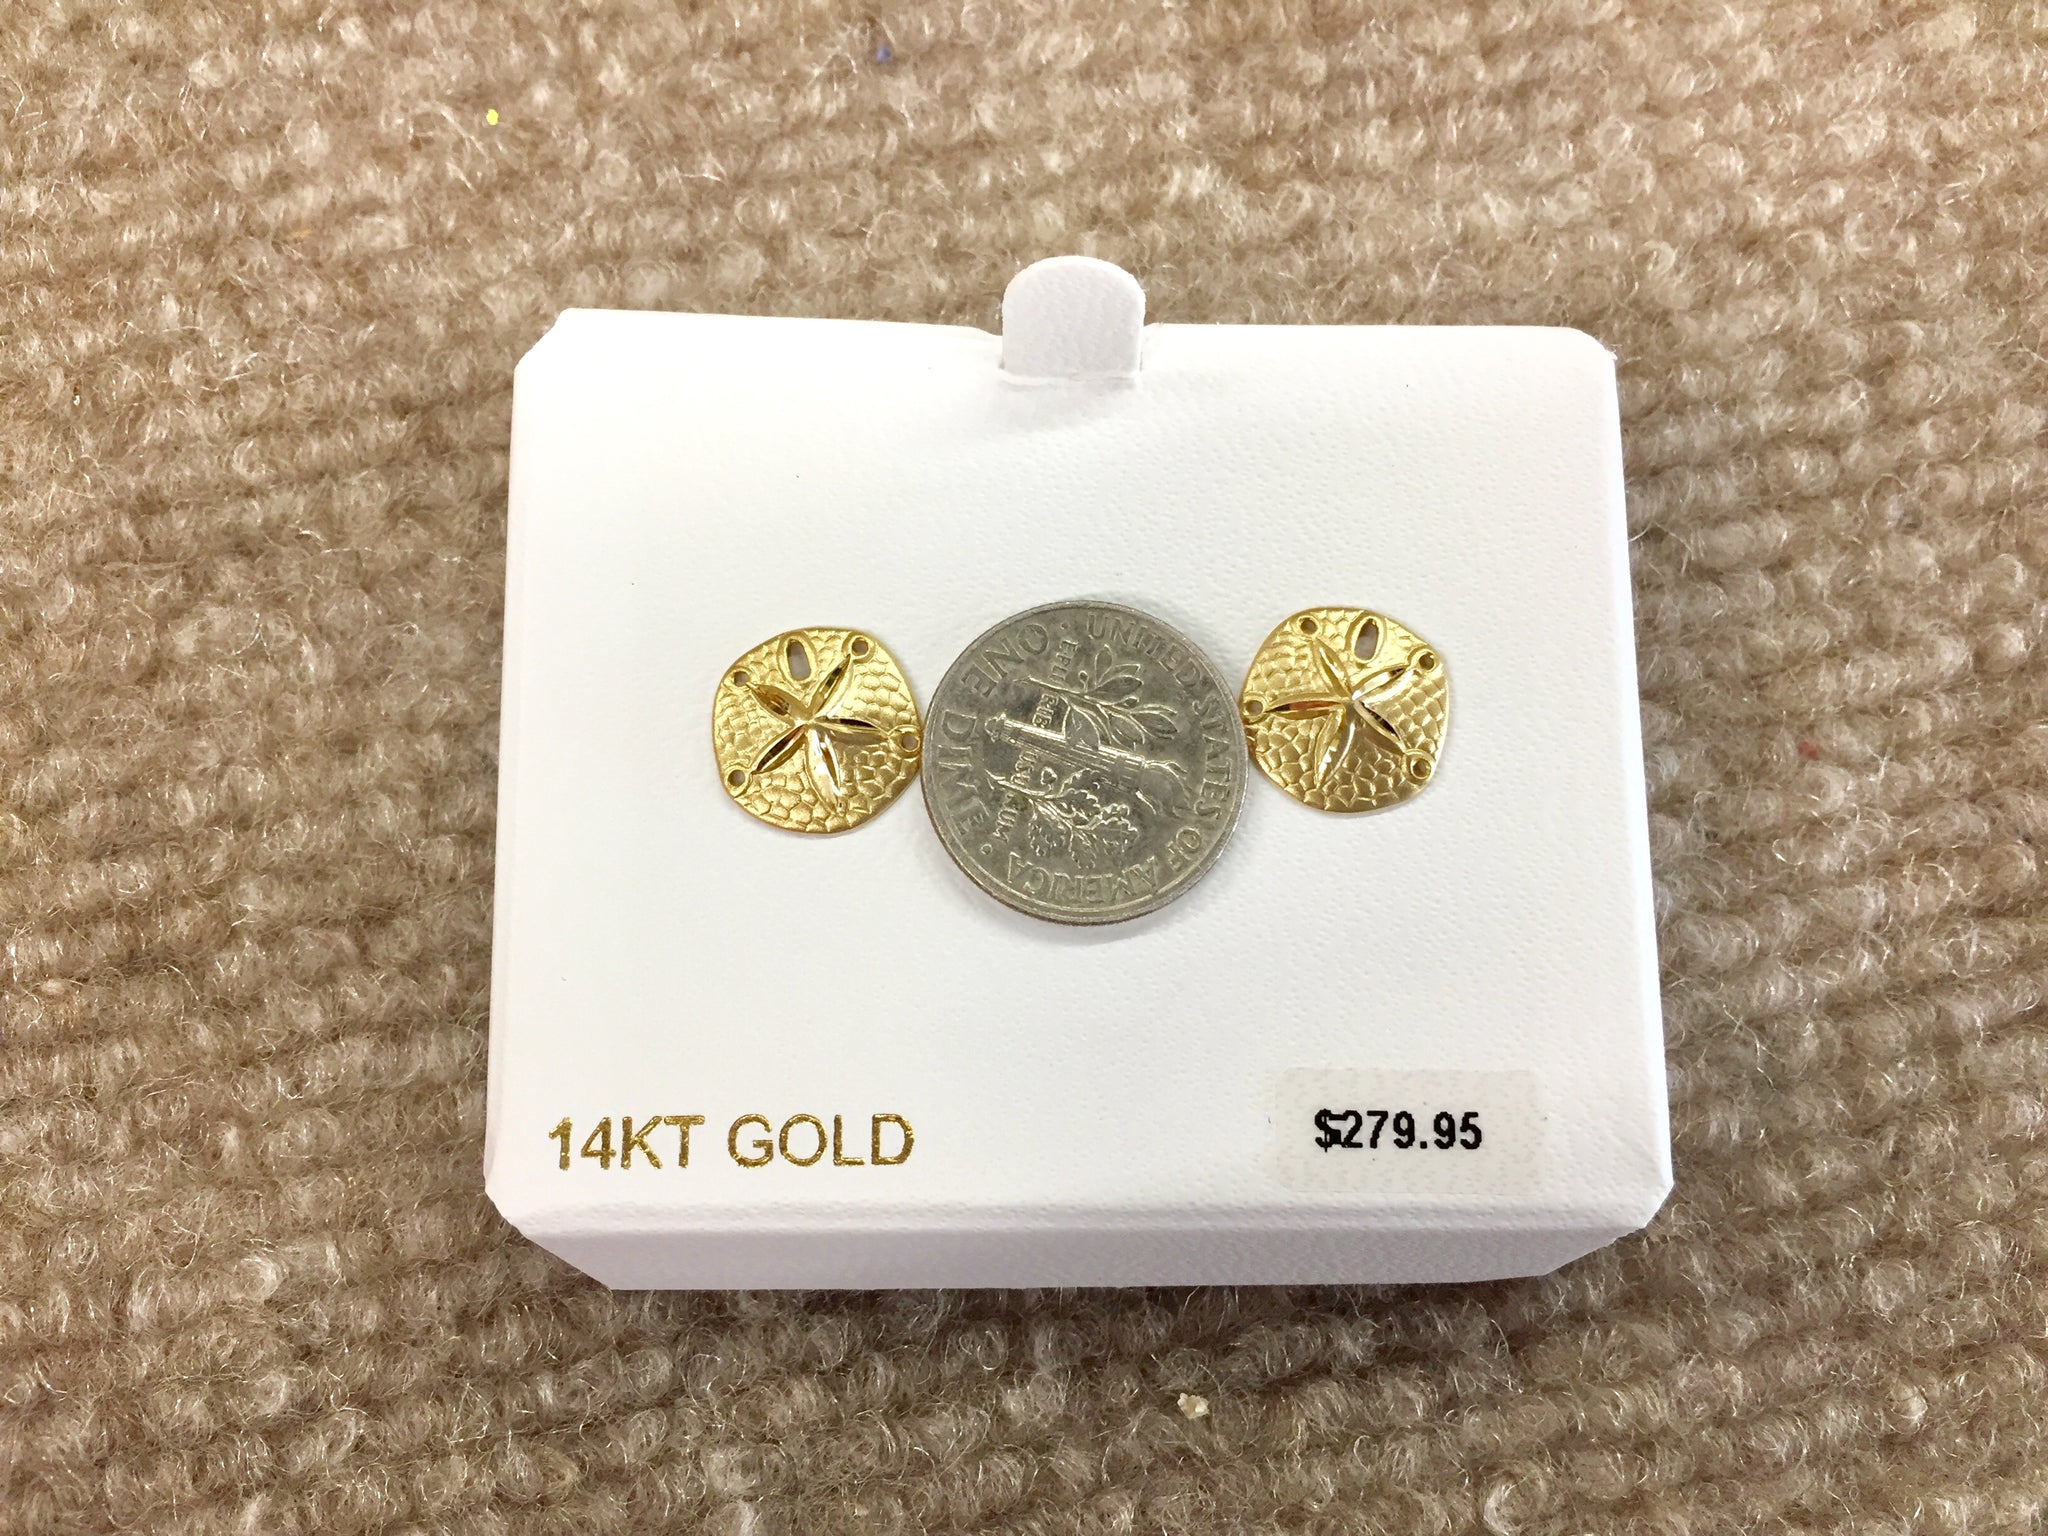 UNITED STATES OF AMERICA
E PLURIBUS UNUM
ONE DIME
14KT GOLD
$279.95